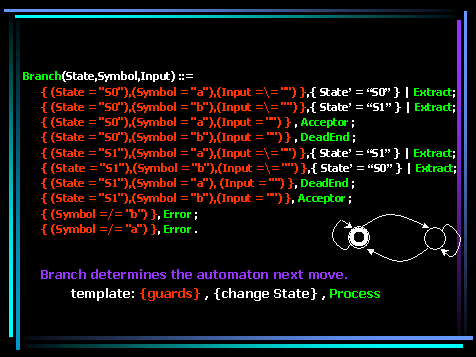 Branch(State,Symbol,Input) ::=
{ (State = "S0"),(Symbol = "a"),(Input =\= "") },{ State' = “S0” } | Extract;
{ (State = "S0"),(Symbol = "b"),(Input =\= "") },{ State' = “S1” } | Extract;
{ (State = "S0"),(Symbol = "a"),(Input = "") } , Acceptor ;
{ (State = "S0"),(Symbol = "b"),(Input = "") } , DeadEnd ;
{ (State = "S1"),(Symbol = "a"),(Input =\= "") },{ State' = “S1” } | Extract;
{ (State = "S1"),(Symbol = "b"),(Input =\= "") },{ State' = “S0” } | Extract;
{ (State = "S1"),(Symbol = "a"), (Input = "") }, DeadEnd ;
{ (State = "S1"),(Symbol = "b"),(Input = "") }, Acceptor ;
{ (Symbol =/= "b") }, Error ;
{ (Symbol =/= "a") }, Error .
Branch determines the automaton next move.
template: {guards} , {change State} , Process